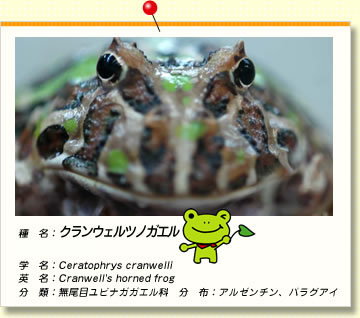 種　名：クランウェルツノガエル
学　名：Ceratophrys cranwelli
英　名：Cranwell's horned frog
分　類：無尾目ユビナガガエル科　分　布：アルゼンチン、パラグアイ